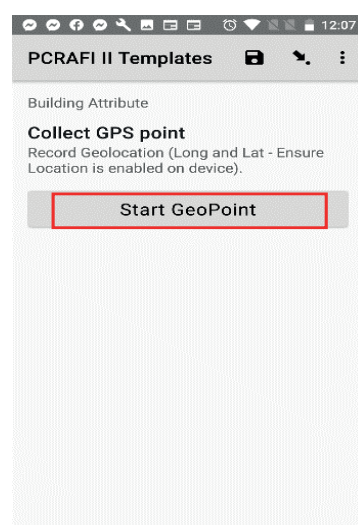 12:07
PCRAFI II Templates
Building Attribute
Collect GPS point
Record Geolocation (Long and Lat - Ensure
Location is enabled on device).
Start GeoPoint